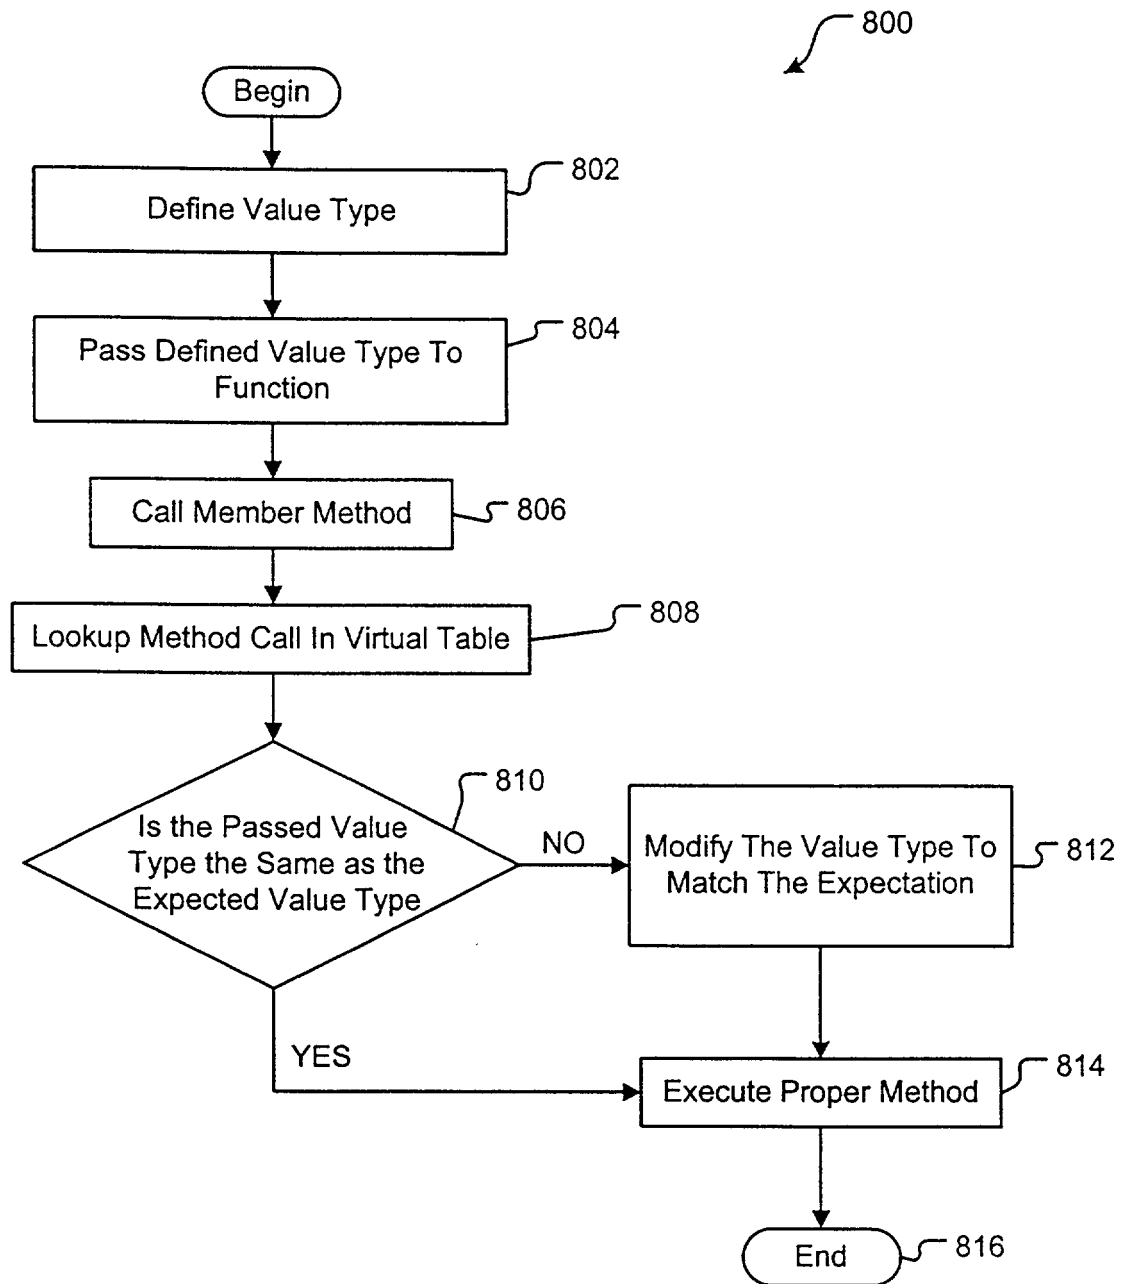 800
Begin
802
Define Value Type
804
Pass Defined Value Type To
Function
Call Member Method
806
808
Lookup Method Call In Virtual Table
810
Is the Passed Value
Type the Same as the
Expected Value Type
NO
Modify The Value Type To
Match The Expectation
812
YES
814
Execute Proper Method
End
816